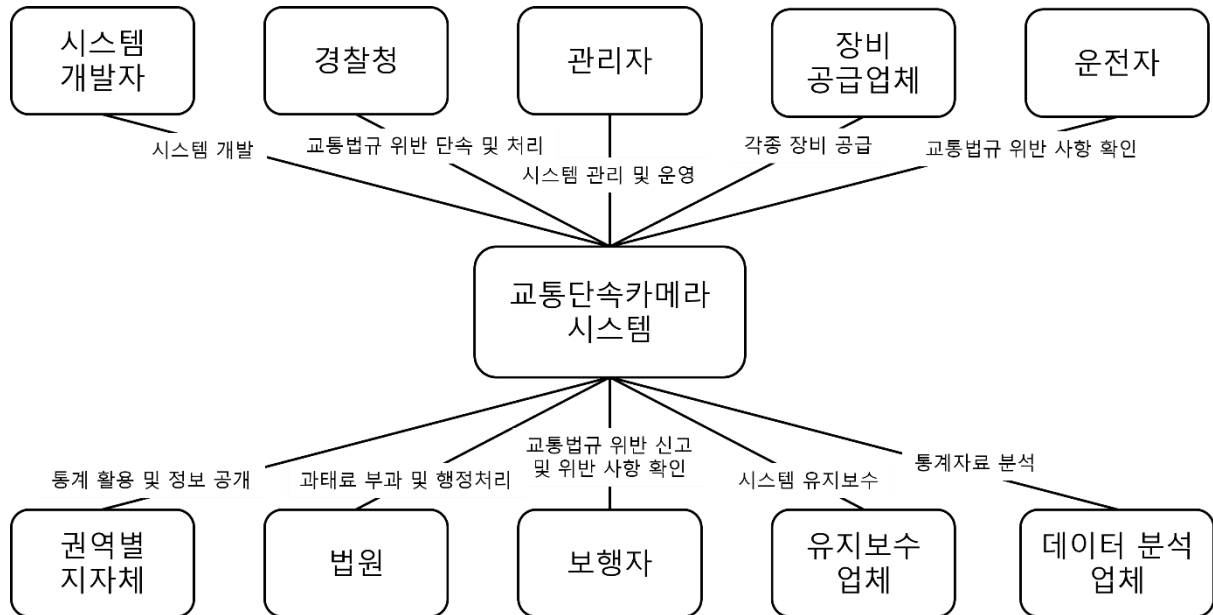 시스템
개발자
경찰청
관리자
장비
공급업체
운전자
시스템 개발
교통법규 위반 단속 및 처리
시스템 관리 및 운영
각종 장비 공급
교통법규 위반 사항 확인
교통단속카메라
시스템
통계 활용 및 정보 공개
과태료 부과 및 행정처리
교통법규 위반 신고
및 위반 사항 확인
시스템 유지보수
통계자료 분석
권역별
지자체
법원
보행자
유지보수
업체
데이터 분석
업체